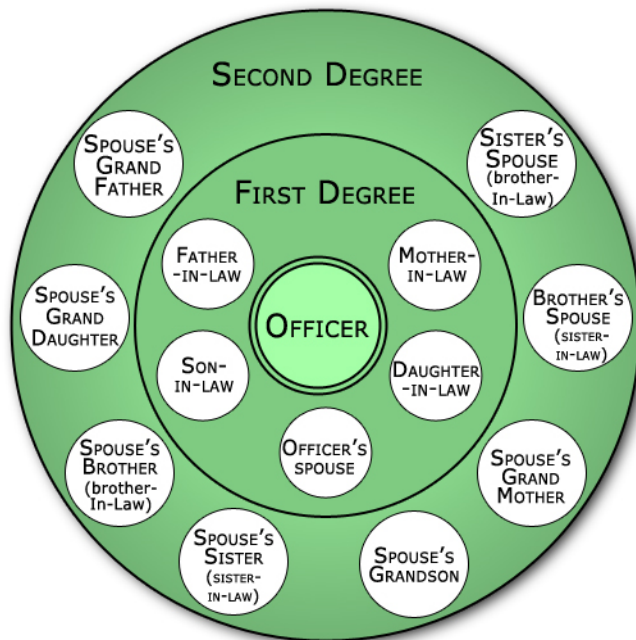 SECOND DEGREE
SPOUSE'S
GRAND
FATHER
SISTER'S
SPOUSE
(brother-
In-Law)
FIRST DEGREE
FATHER
-IN-LAW
MOTHER-
IN-LAW
SPOUSE'S
GRAND
DAUGHTER
OFFICER
BROTHER'S
SPOUSE
(SISTER-
IN-LAW)
SON-
IN-LAW
DAUGHTER
-IN-LAW
SPOUSE'S
BROTHER
(brother-
In-Law)
OFFICER'S
SPOUSE
SPOUSE'S
GRAND
MOTHER
SPOUSE'S
SISTER
(SISTER-
IN-LAW)
SPOUSE'S
GRANDSON